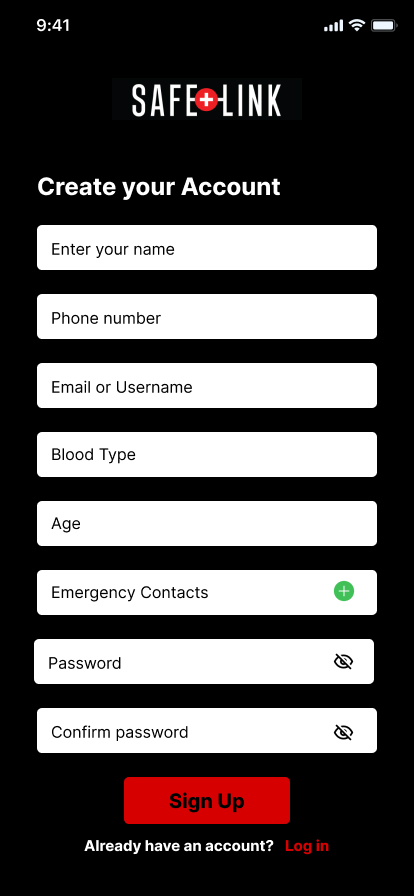 9:41
SAFE LINK
Create your Account
Enter your name
Phone number
Email or Username
Blood Type
Age
Emergency Contacts
Password
Confirm password
Sign Up
Already have an account? Log in